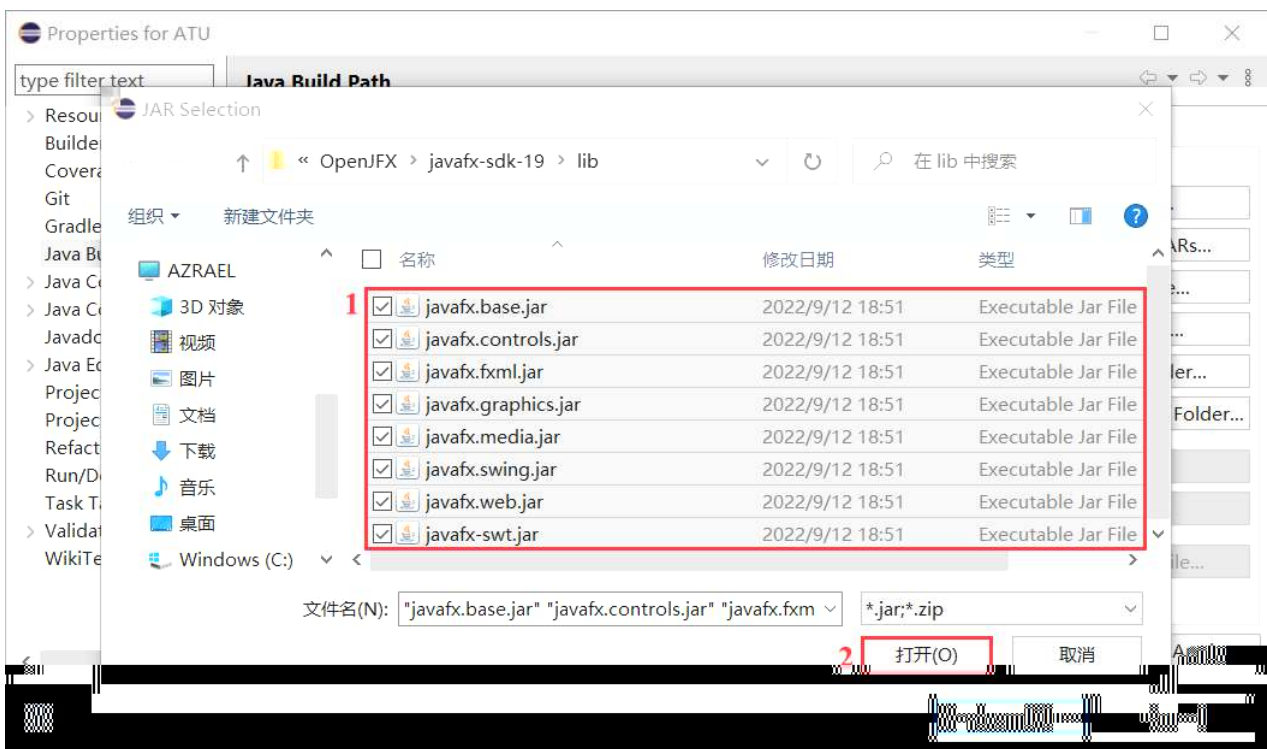 Properties for ATU
type filter text
Java Build Path
JAR Selection
Resou
Builde
Covera
Git
Gradle
Java Bu
Java Co
Java Co
Javado
Java Ed
Projec
Projec
Refact
Run/De
Task Ta
Validat
WikiTe
« OpenJFX > javafx-sdk-19 > lib
在 lib 中搜索
组织 新建文件夹
AZRAEL
3D 对象
视频
图片
文档
下载
音乐
桌面
Windows (C:)
名称 修改日期 类型
1
javafx.base.jar 2022/9/12 18:51 Executable Jar File
javafx.controls.jar 2022/9/12 18:51 Executable Jar File
javafx.fxml.jar 2022/9/12 18:51 Executable Jar File
javafx.graphics.jar 2022/9/12 18:51 Executable Jar File
javafx.media.jar 2022/9/12 18:51 Executable Jar File
javafx.swing.jar 2022/9/12 18:51 Executable Jar File
javafx.web.jar 2022/9/12 18:51 Executable Jar File
javafx-swt.jar 2022/9/12 18:51 Executable Jar File
ARs...
e...
...
der...
Folder...
ile...
文件名(N): "javafx.base.jar" "javafx.controls.jar" "javafx.fxm *.jar;*.zip
2 打开(O) 取消